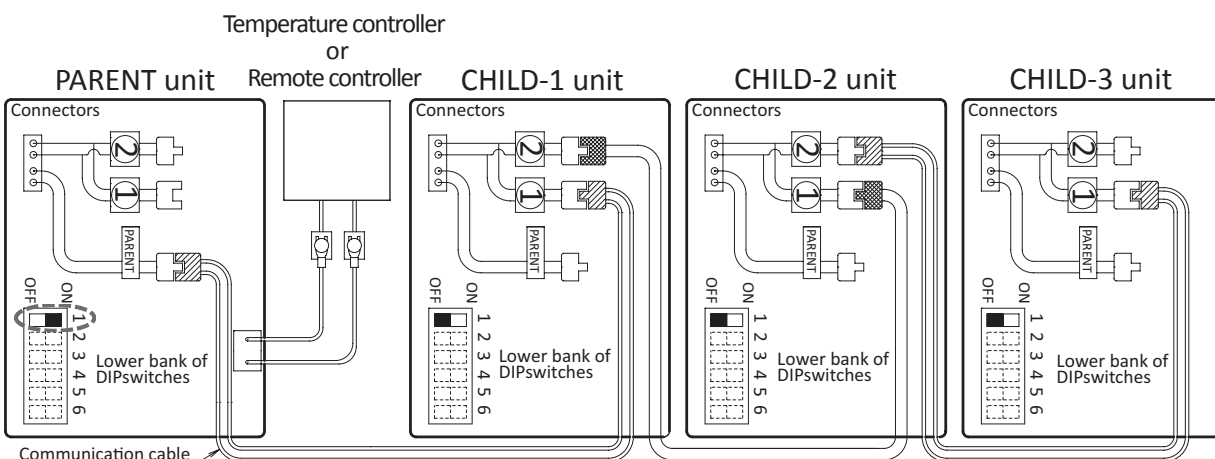 Temperature controller
or
Remote controller
PARENT unit
CHILD-1 unit
CHILD-2 unit
CHILD-3 unit
Connectors
2
1
PARENT
OFF
ON
1 2 3 4 5 6
Lower bank of
DIPswitches
Connectors
2
1
PARENT
OFF
ON
1 2 3 4 5 6
Lower bank of
DIPswitches
Connectors
2
1
PARENT
OFF
ON
1 2 3 4 5 6
Lower bank of
DIPswitches
Connectors
2
1
PARENT
OFF
ON
1 2 3 4 5 6
Lower bank of
DIPswitches
Communication cable